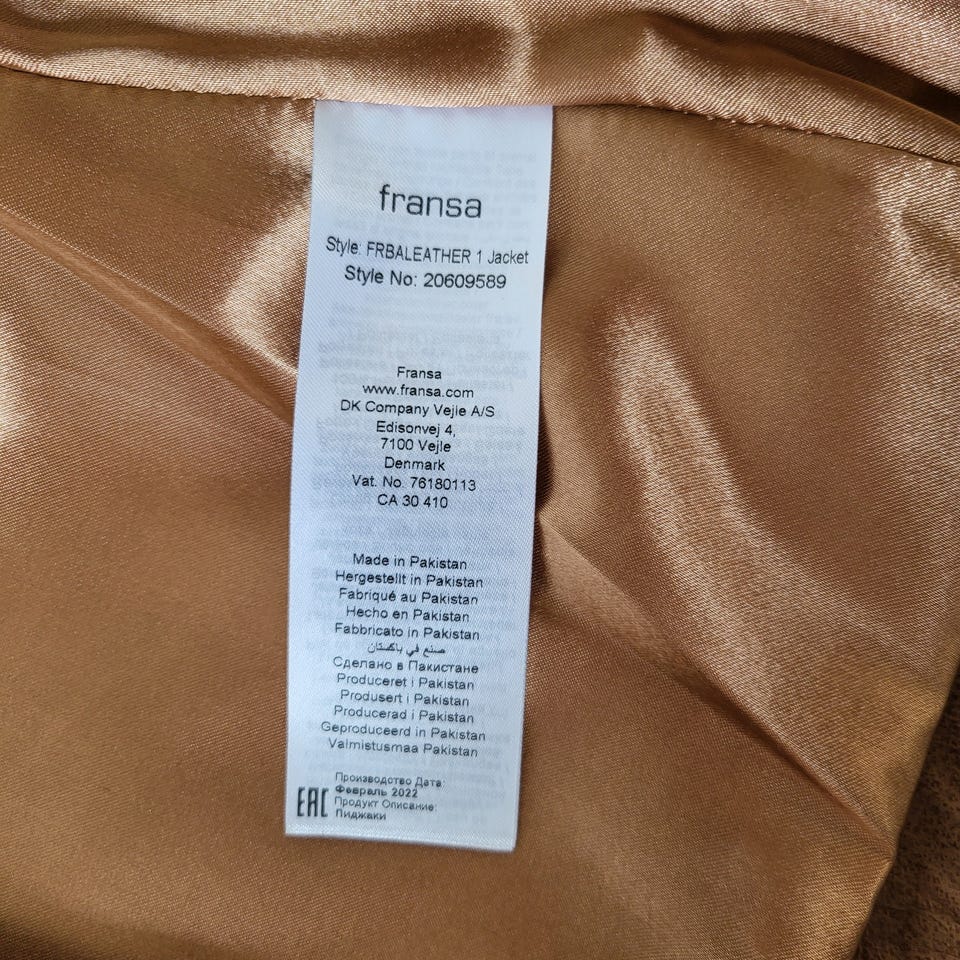 fransa
Style: FRBALEATHER 1 Jacket
Style No: 20609589
Fransa
www.fransa.com
DK Company Vejle A/S
Edisonvej 4,
7100 Vejle
Denmark
Vat. No. 76180113
CA 30 410
Made in Pakistan
Hergestellt in Pakistan
Fabriqué au Pakistan
Hecho en Pakistan
Fabbricato in Pakistan
صنع في باكستان
Сделано в Пакистане
Produceret i Pakistan
Produsert i Pakistan
Producerad i Pakistan
Geproduceerd in Pakistan
Valmistusmaa Pakistan
Производство Дата:
Февраль 2022
EAC Продукт Описание:
Пиджаки